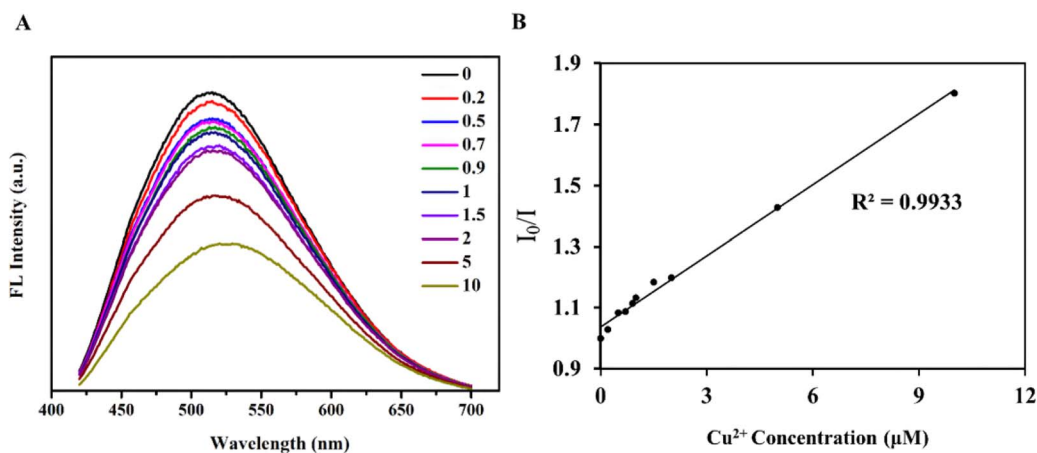 A
FL Intensity (a.u.)
0
0.2
0.5
0.7
0.9
1
1.5
2
5
10
400 450 500 550 600 650 700
Wavelength (nm)
B
I₀/I
1.9
1.7
1.5
1.3
1.1
0.9
R² = 0.9933
0 3 6 9 12
Cu²⁺ Concentration (µM)